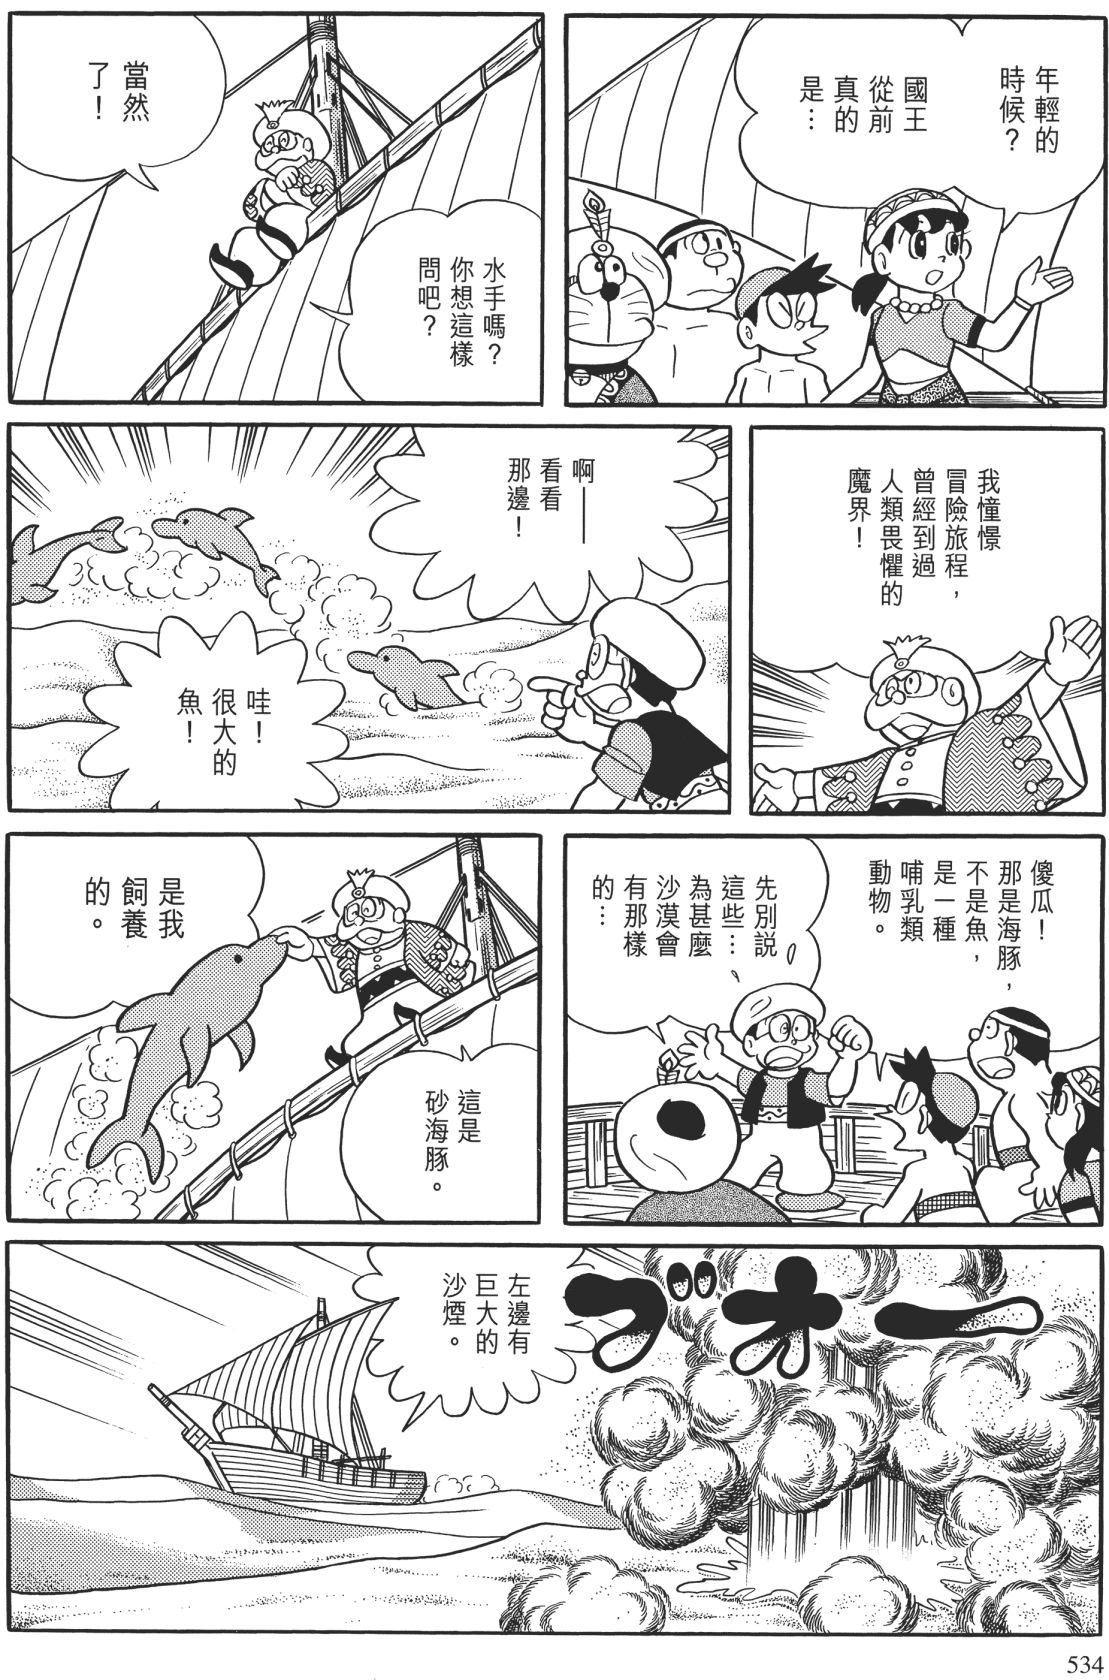 年輕的
時候？
國王
從前
真的
是…
水手嗎？
你想這樣
問吧？
當然
了！
我憧憬
冒險旅程，
曾經到過
人類畏懼的
魔界！
啊——
看看
那邊！
哇！
很大的
魚！
傻瓜！
那是海豚，
不是魚，
是一種
哺乳類
動物。
先別說
這些…
為甚麼
沙漠會
有那樣
的…
是我
飼養
的。
這是
砂海豚。
ブオー
左邊有
巨大的
沙煙。
534